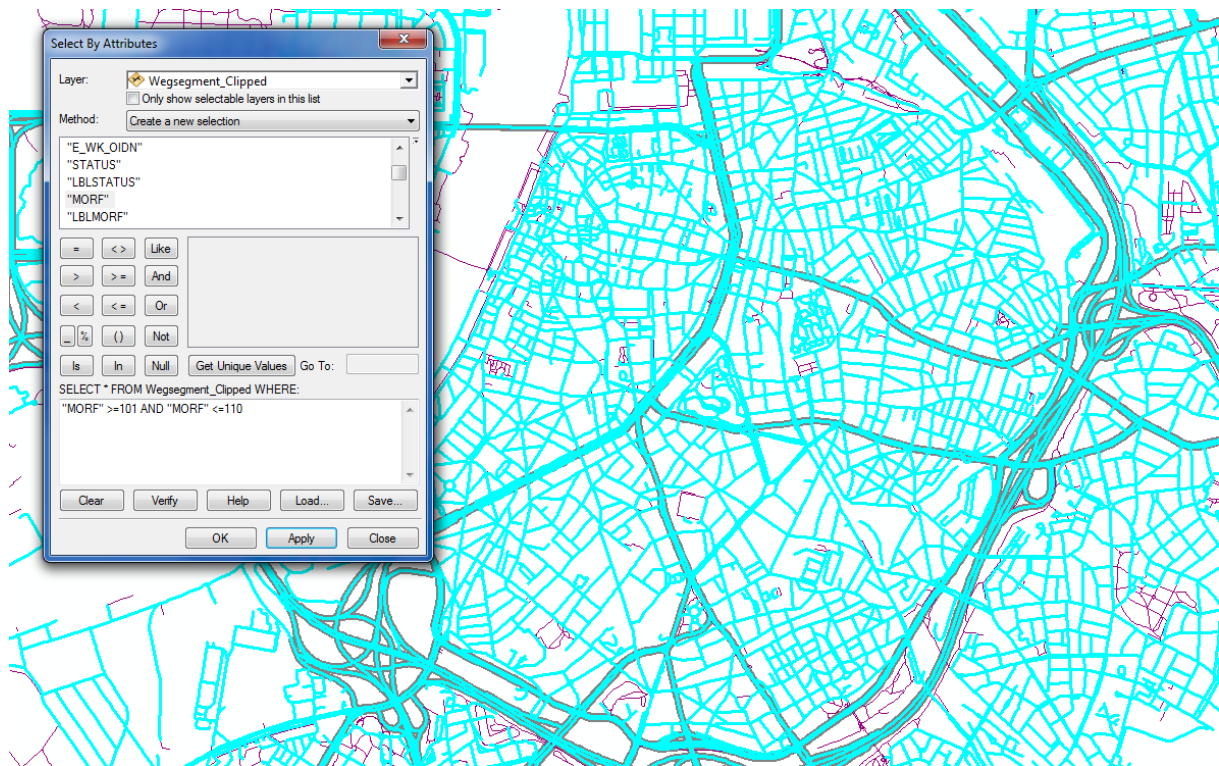 Select By Attributes
Layer: Wegsegment_Clipped
Only show selectable layers in this list
Method: Create a new selection
"E_WK_OIDN"
"STATUS"
"LBLSTATUS"
"MORF"
"LBLMORF"
= < > Like
> > = And
< < = Or
_ % ( ) Not
Is In Null Get Unique Values Go To:
SELECT * FROM Wegsegment_Clipped WHERE:
"MORF" >=101 AND "MORF" <=110
Clear Verify Help Load... Save...
OK Apply Close